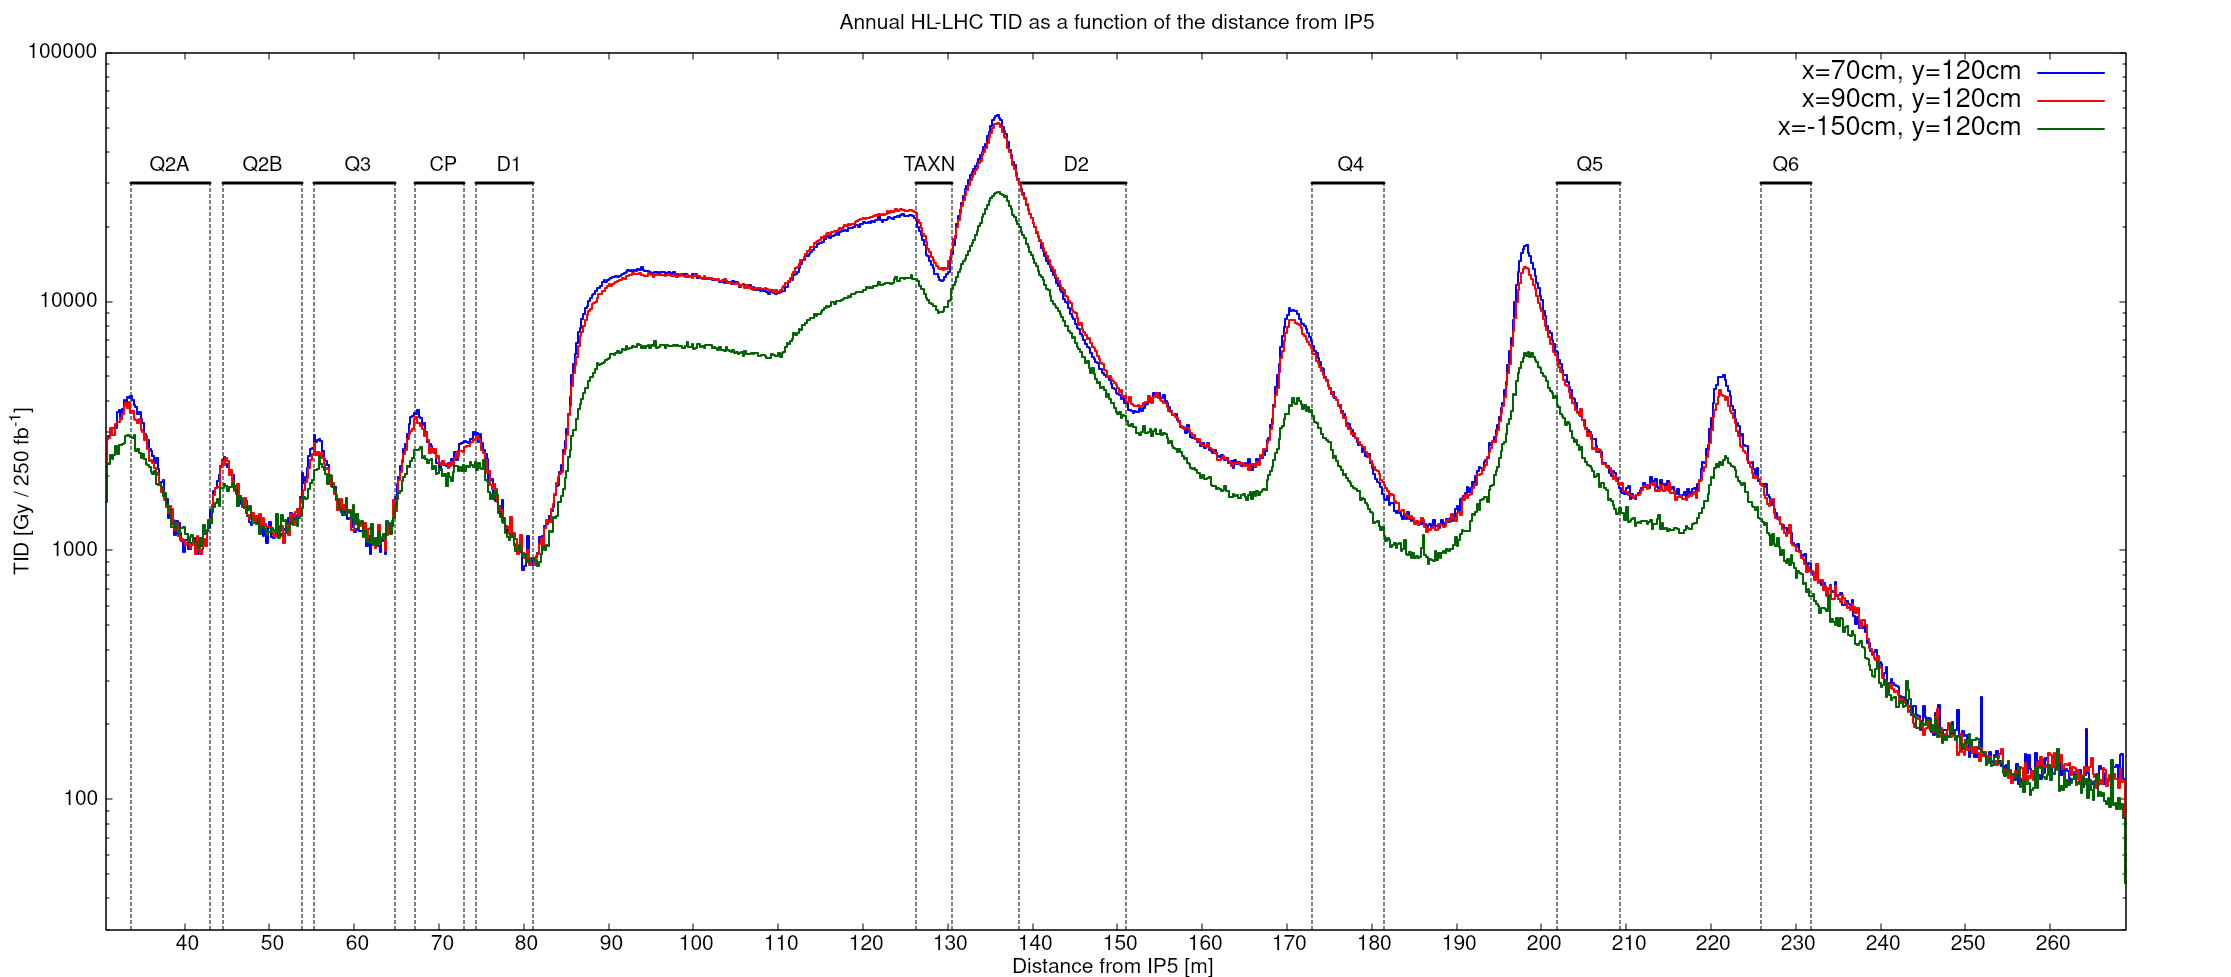 Annual HL-LHC TID as a function of the distance from IP5
100000
x=70cm, y=120cm
x=90cm, y=120cm
x=-150cm, y=120cm
Q2A Q2B Q3 CP D1 TAXN D2 Q4 Q5 Q6
10000
1000
100
TID [Gy / 250 fb⁻¹]
40 50 60 70 80 90 100 110 120 130 140 150 160 170 180 190 200 210 220 230 240 250 260
Distance from IP5 [m]